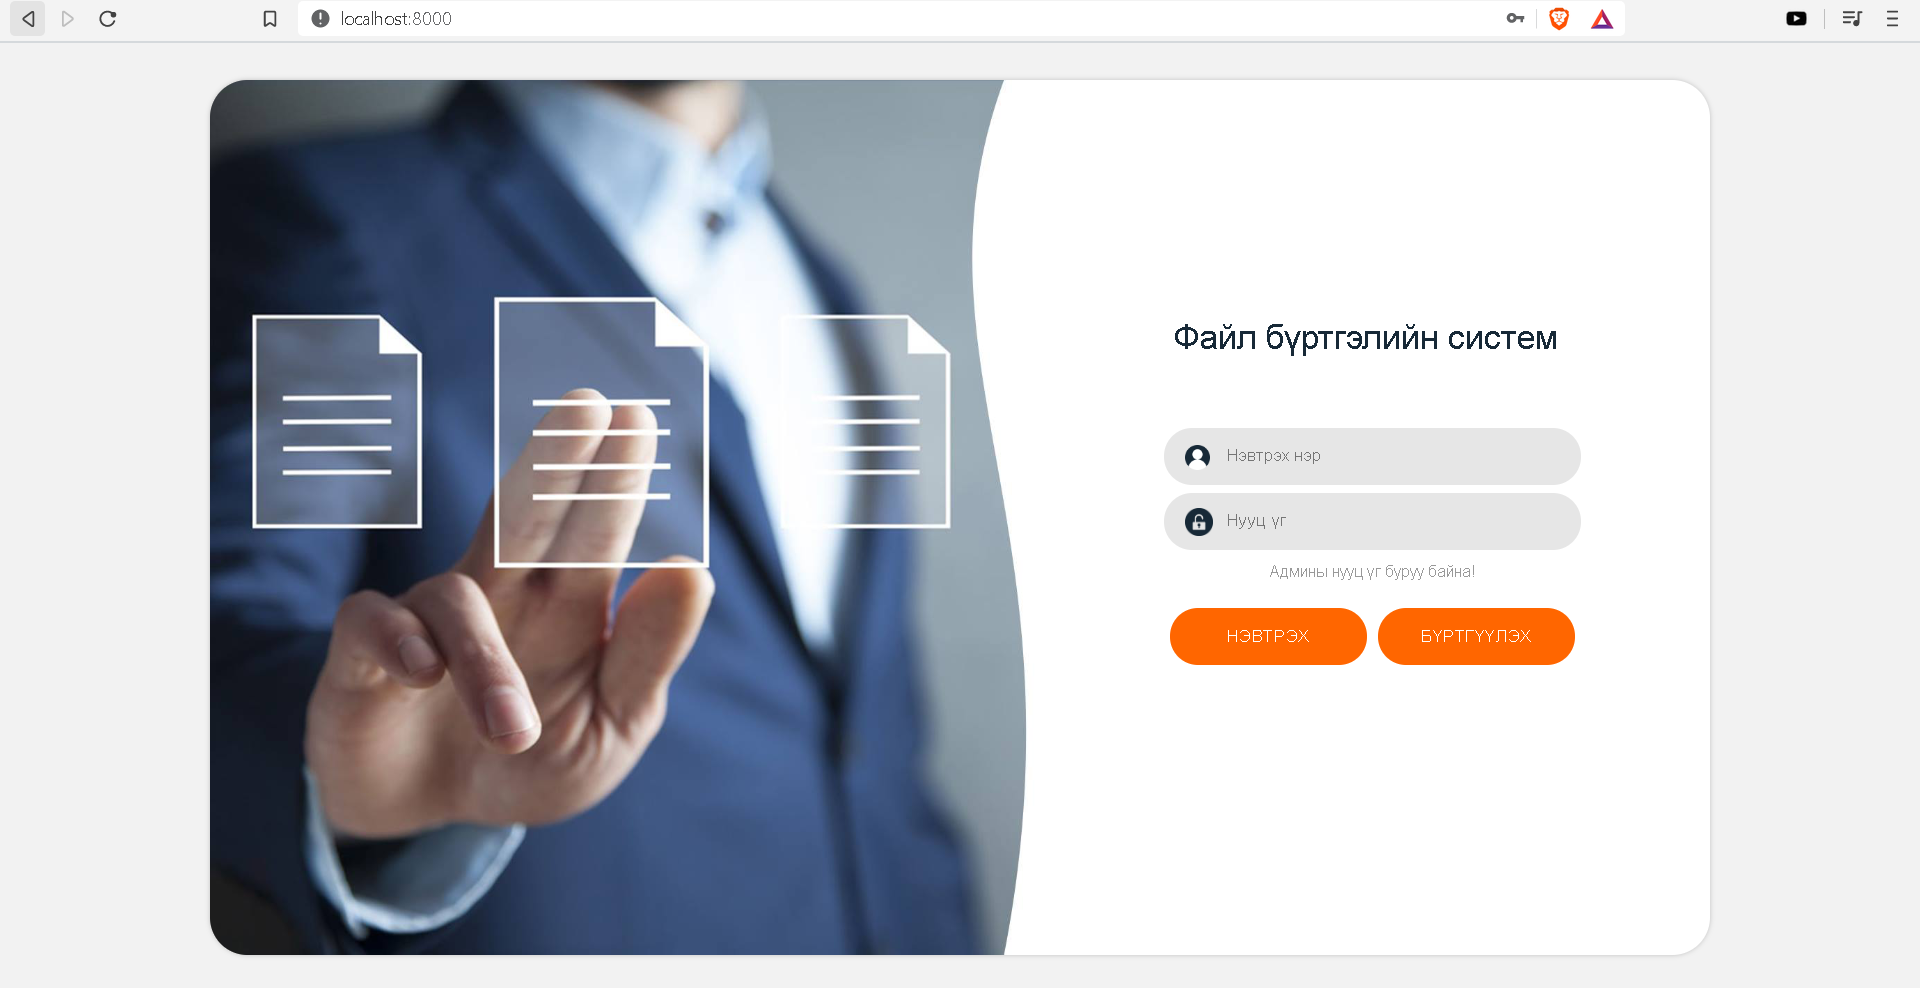 localhost:8000
Файл бүртгэлийн систем
Нэвтрэх нэр
Нууц үг
Админы нууц үг буруу байна!
НЭВТРЭХ
БҮРТГҮҮЛЭХ